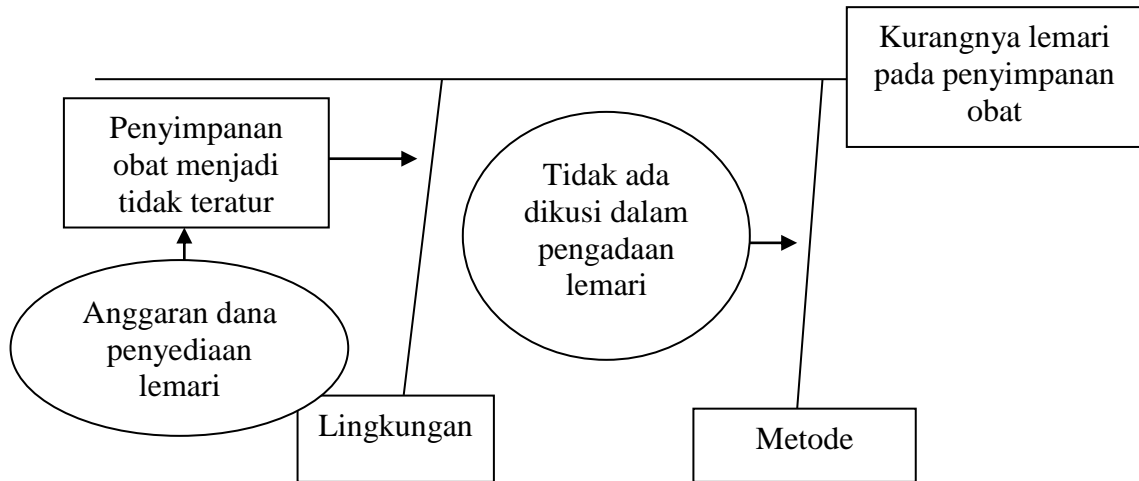 Kurangnya lemari
pada penyimpanan
obat
Penyimpanan
obat menjadi
tidak teratur
Tidak ada
dikusi dalam
pengadaan
lemari
Anggaran dana
penyediaan
lemari
Lingkungan
Metode